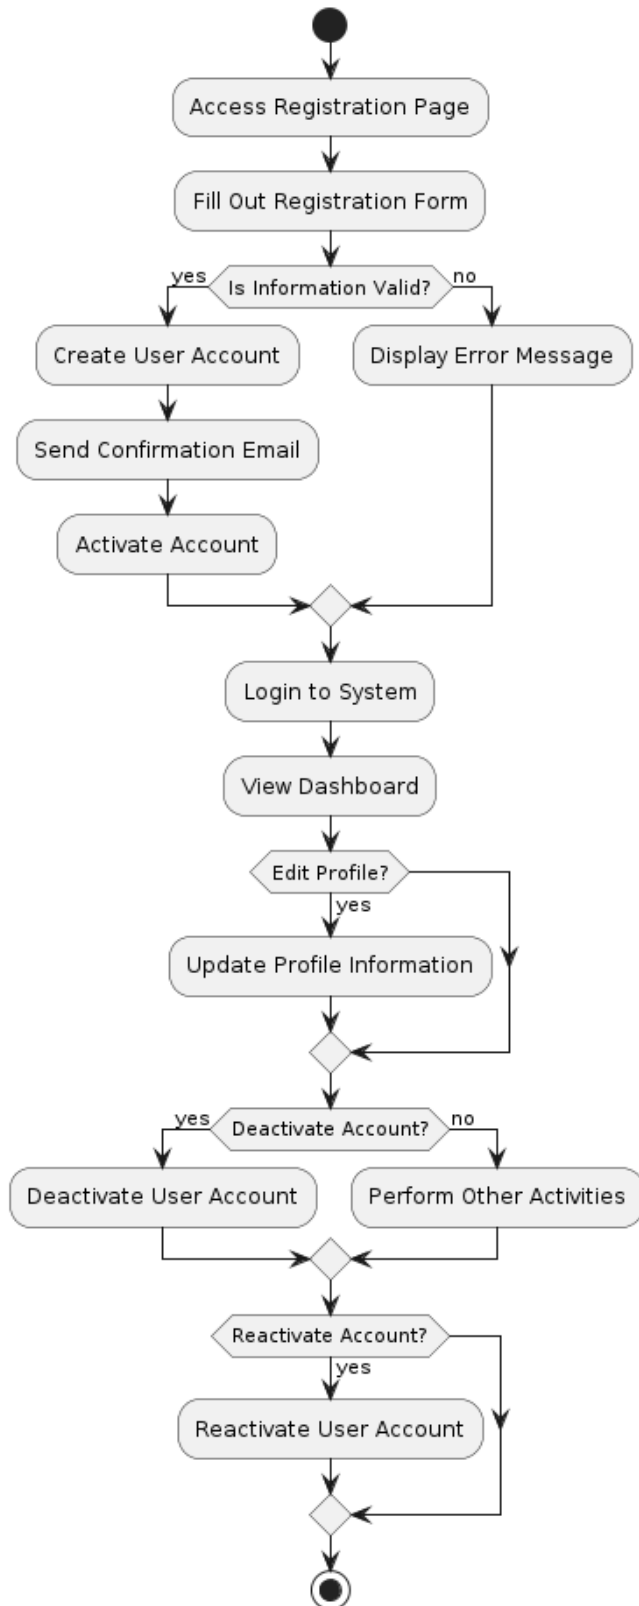 Access Registration Page
Fill Out Registration Form
yes
Is Information Valid?
no
Create User Account
Display Error Message
Send Confirmation Email
Activate Account
Login to System
View Dashboard
Edit Profile?
yes
Update Profile Information
yes
Deactivate Account?
no
Deactivate User Account
Perform Other Activities
Reactivate Account?
yes
Reactivate User Account